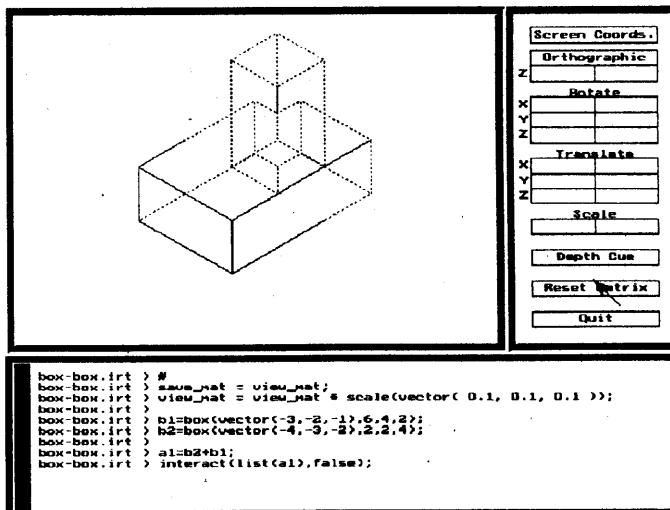 Screen Coords.
Orthographic
Z
Rotate
X
Y
Z
Translate
X
Y
Z
Scale
Depth Cue
Reset Matrix
Quit
box-box.irt > #
box-box.irt > save_mat = view_mat;
box-box.irt > view_mat = view_mat * scale(vector( 0.1, 0.1, 0.1 ));
box-box.irt >
box-box.irt > b1=box(vector(-3,-2,-1),6,4,2);
box-box.irt > b2=box(vector(-4,-3,-2),2,2,4);
box-box.irt >
box-box.irt > a1=b2+b1;
box-box.irt > interact(list(a1),false);